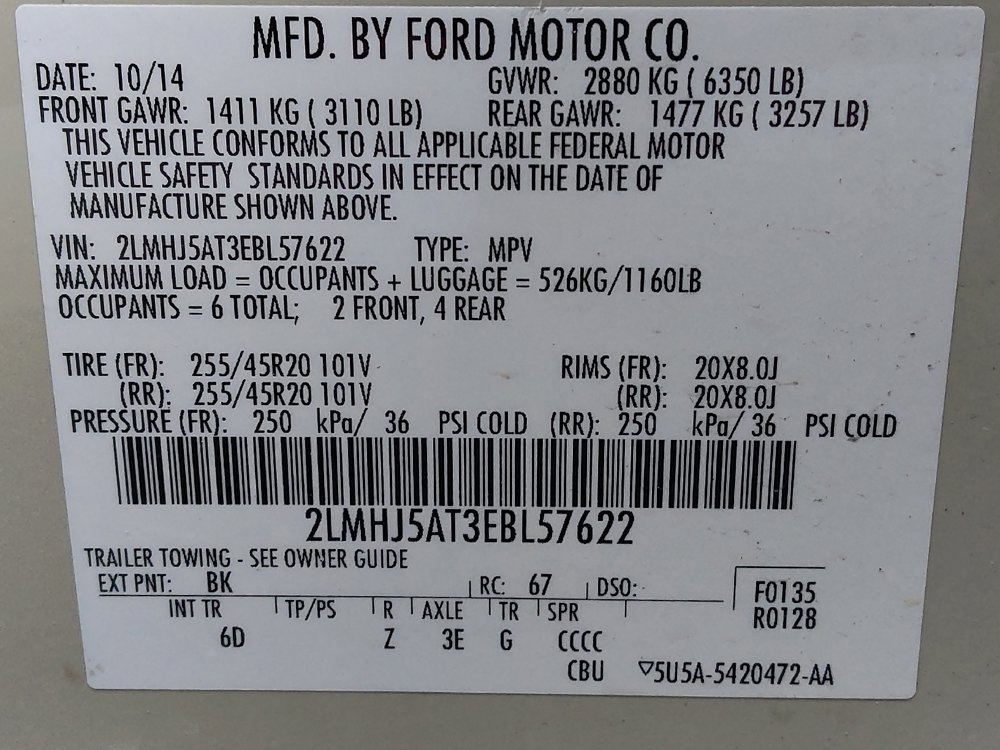 MFD. BY FORD MOTOR CO.
DATE: 10/14 GVWR: 2880 KG ( 6350 LB)
FRONT GAWR: 1411 KG ( 3110 LB) REAR GAWR: 1477 KG ( 3257 LB)
THIS VEHICLE CONFORMS TO ALL APPLICABLE FEDERAL MOTOR
VEHICLE SAFETY STANDARDS IN EFFECT ON THE DATE OF
MANUFACTURE SHOWN ABOVE.
VIN: 2LMHJ5AT3EBL57622 TYPE: MPV
MAXIMUM LOAD = OCCUPANTS + LUGGAGE = 526KG/1160LB
OCCUPANTS = 6 TOTAL; 2 FRONT, 4 REAR
TIRE (FR): 255/45R20 101V RIMS (FR): 20X8.0J
(RR): 255/45R20 101V (RR): 20X8.0J
PRESSURE (FR): 250 kPa/ 36 PSI COLD (RR): 250 kPa/ 36 PSI COLD
2LMHJ5AT3EBL57622
TRAILER TOWING - SEE OWNER GUIDE
EXT PNT: BK RC: 67 DSO: F0135
INT TR TP/PS R AXLE TR SPR R0128
6D Z 3E G CCCC
CBU ▽5U5A-5420472-AA